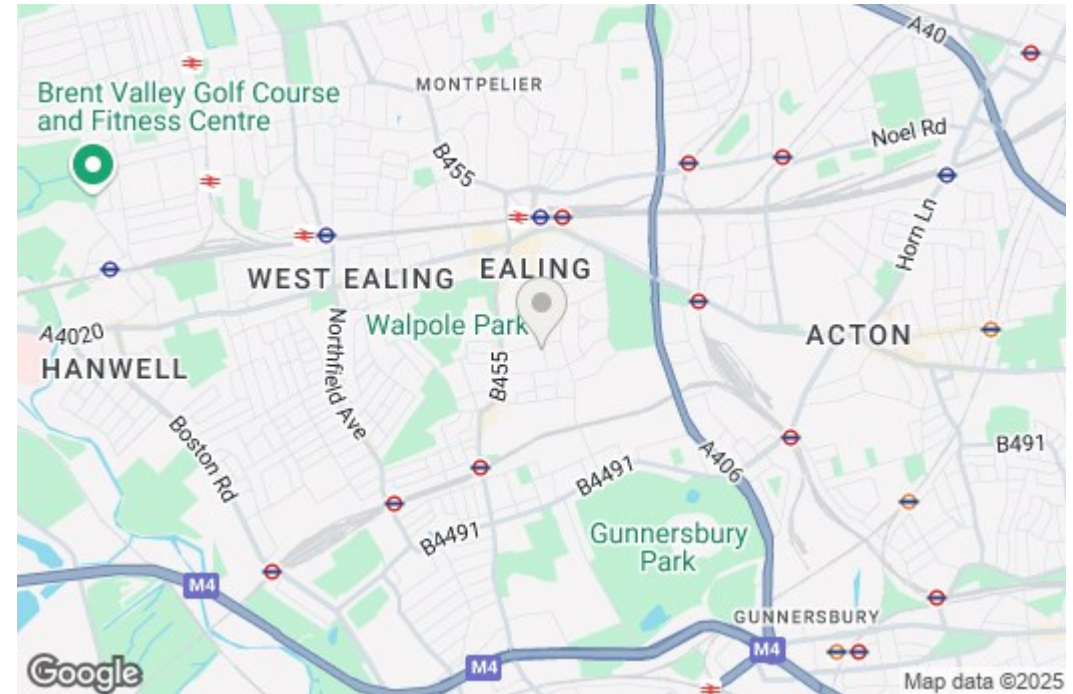 A40
MONTPELIER
Brent Valley Golf Course
and Fitness Centre
Noel Rd
B455
Horn Ln
WEST EALING
EALING
Walpole Park
A4020
ACTON
HANWELL
Northfield Ave
B455
Boston Rd
B491
A406
B4491
B4491
Gunnersbury
Park
M4
GUNNERSBURY
M4
M4
Google
Map data ©2025